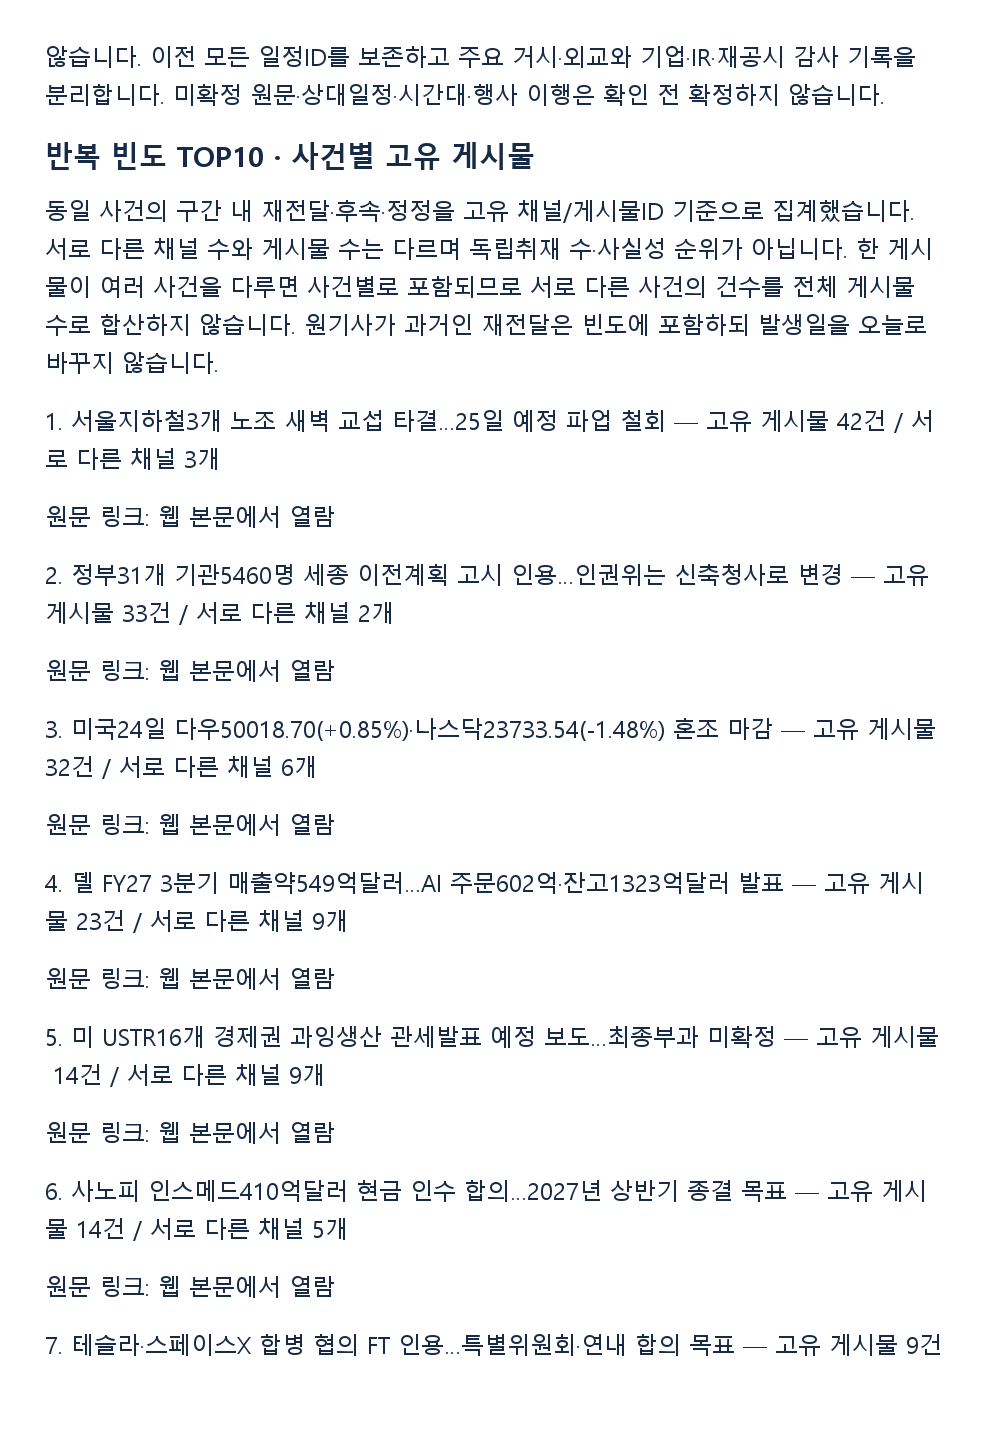 않습니다. 이전 모든 일정ID를 보존하고 주요 거시·외교와 기업·IR·재공시 감사 기록을
분리합니다. 미확정 원문·상대일정·시간대·행사 이행은 확인 전 확정하지 않습니다.
반복 빈도 TOP10 · 사건별 고유 게시물
동일 사건의 구간 내 재전달·후속·정정을 고유 채널/게시물ID 기준으로 집계했습니다.
서로 다른 채널 수와 게시물 수는 다르며 독립취재 수·사실성 순위가 아닙니다. 한 게시
물이 여러 사건을 다루면 사건별로 포함되므로 서로 다른 사건의 건수를 전체 게시물
수로 합산하지 않습니다. 원기사가 과거인 재전달은 빈도에 포함하되 발생일을 오늘로
바꾸지 않습니다.
1. 서울지하철3개 노조 새벽 교섭 타결...25일 예정 파업 철회 — 고유 게시물 42건 / 서
로 다른 채널 3개
원문 링크: 웹 본문에서 열람
2. 정부31개 기관5460명 세종 이전계획 고시 인용...인권위는 신축청사로 변경 — 고유
게시물 33건 / 서로 다른 채널 2개
원문 링크: 웹 본문에서 열람
3. 미국24일 다우50018.70(+0.85%)·나스닥23733.54(-1.48%) 혼조 마감 — 고유 게시물
32건 / 서로 다른 채널 6개
원문 링크: 웹 본문에서 열람
4. 델 FY27 3분기 매출약549억달러...AI 주문602억·잔고1323억달러 발표 — 고유 게시
물 23건 / 서로 다른 채널 9개
원문 링크: 웹 본문에서 열람
5. 미 USTR16개 경제권 과잉생산 관세발표 예정 보도...최종부과 미확정 — 고유 게시물
14건 / 서로 다른 채널 9개
원문 링크: 웹 본문에서 열람
6. 사노피 인스메드410억달러 현금 인수 합의...2027년 상반기 종결 목표 — 고유 게시
물 14건 / 서로 다른 채널 5개
원문 링크: 웹 본문에서 열람
7. 테슬라·스페이스X 합병 협의 FT 인용...특별위원회·연내 합의 목표 — 고유 게시물 9건